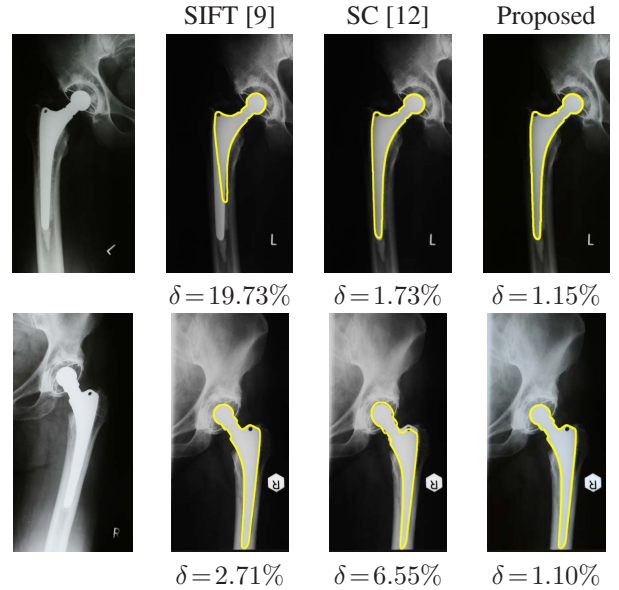 SIFT [9] SC [12] Proposed
L L L L
δ = 19.73% δ = 1.73% δ = 1.15%
R R R R
δ = 2.71% δ = 6.55% δ = 1.10%